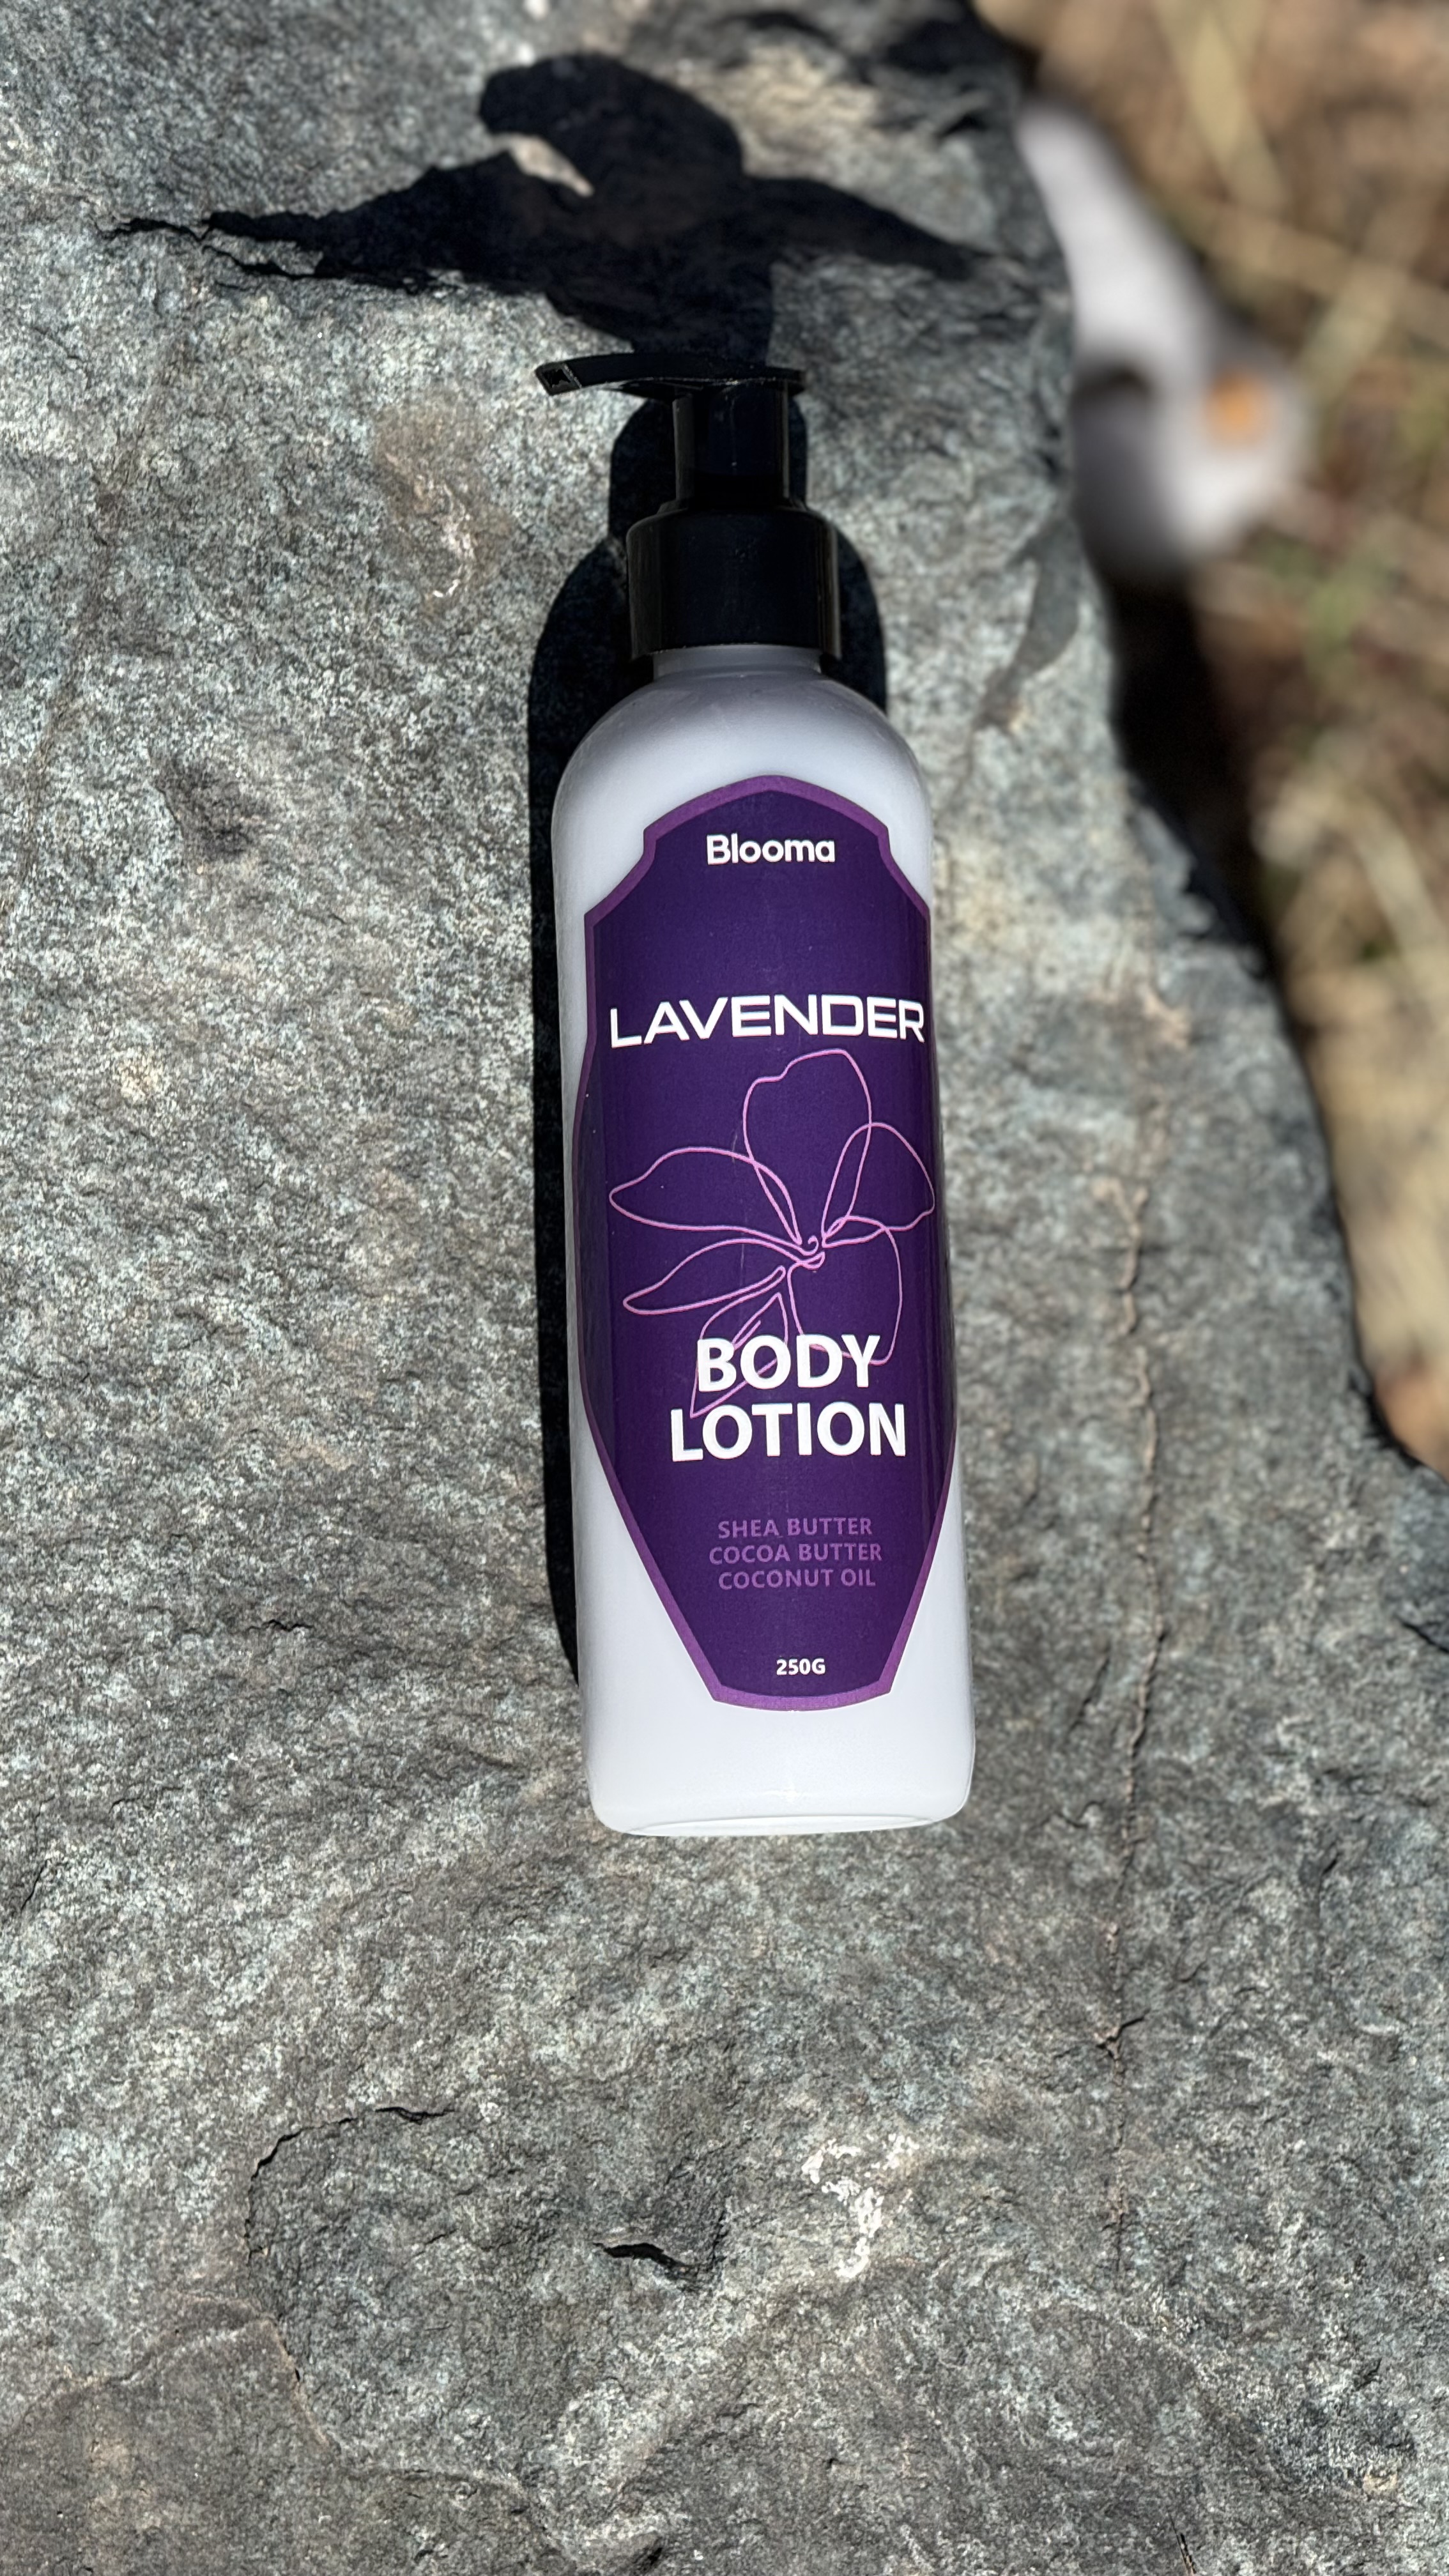 Blooma
LAVENDER
BODY
LOTION
SHEA BUTTER
COCOA BUTTER
COCONUT OIL
250G